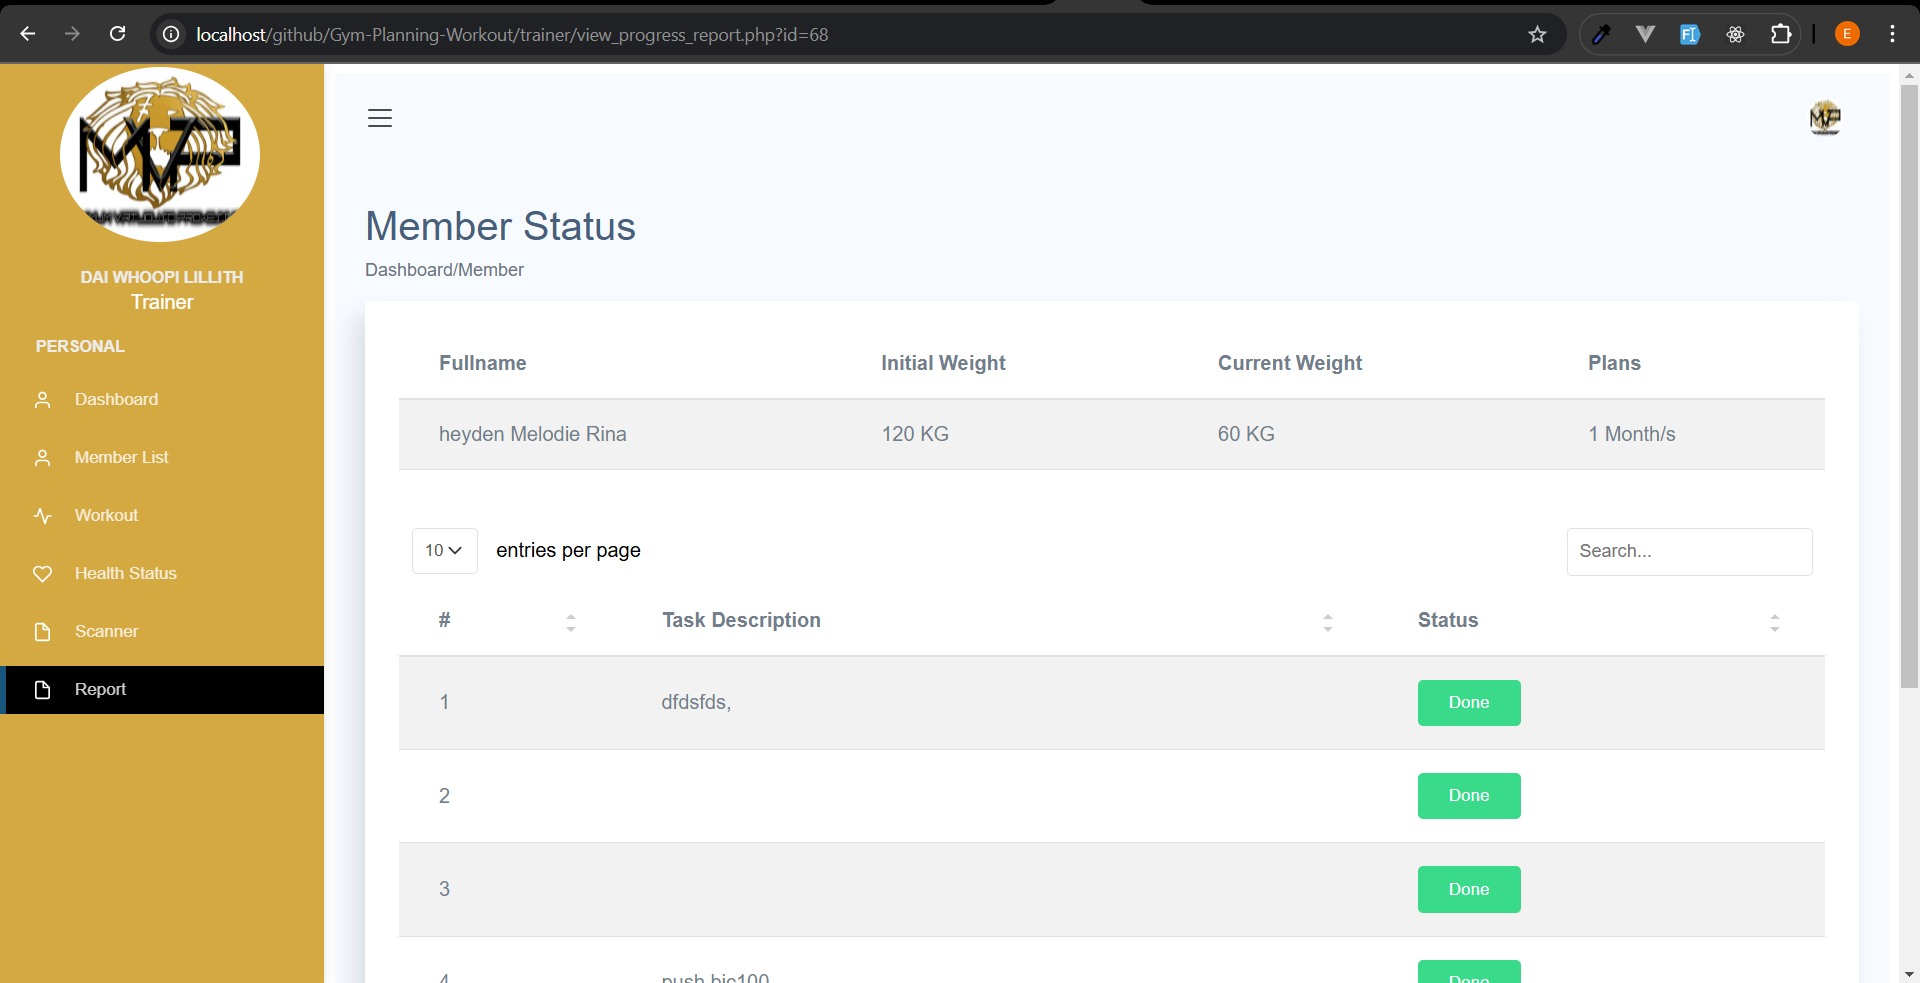 localhost/github/Gym-Planning-Workout/trainer/view_progress_report.php?id=68
E
MVP
DAI WHOOPI LILLITH
Trainer
PERSONAL
Dashboard
Member List
Workout
Health Status
Scanner
Report
Member Status
Dashboard/Member
Fullname Initial Weight Current Weight Plans
heyden Melodie Rina 120 KG 60 KG 1 Month/s
10 entries per page Search...
# Task Description Status
1 dfdsfds, Done
2 Done
3 Done
4 push bic100 Done